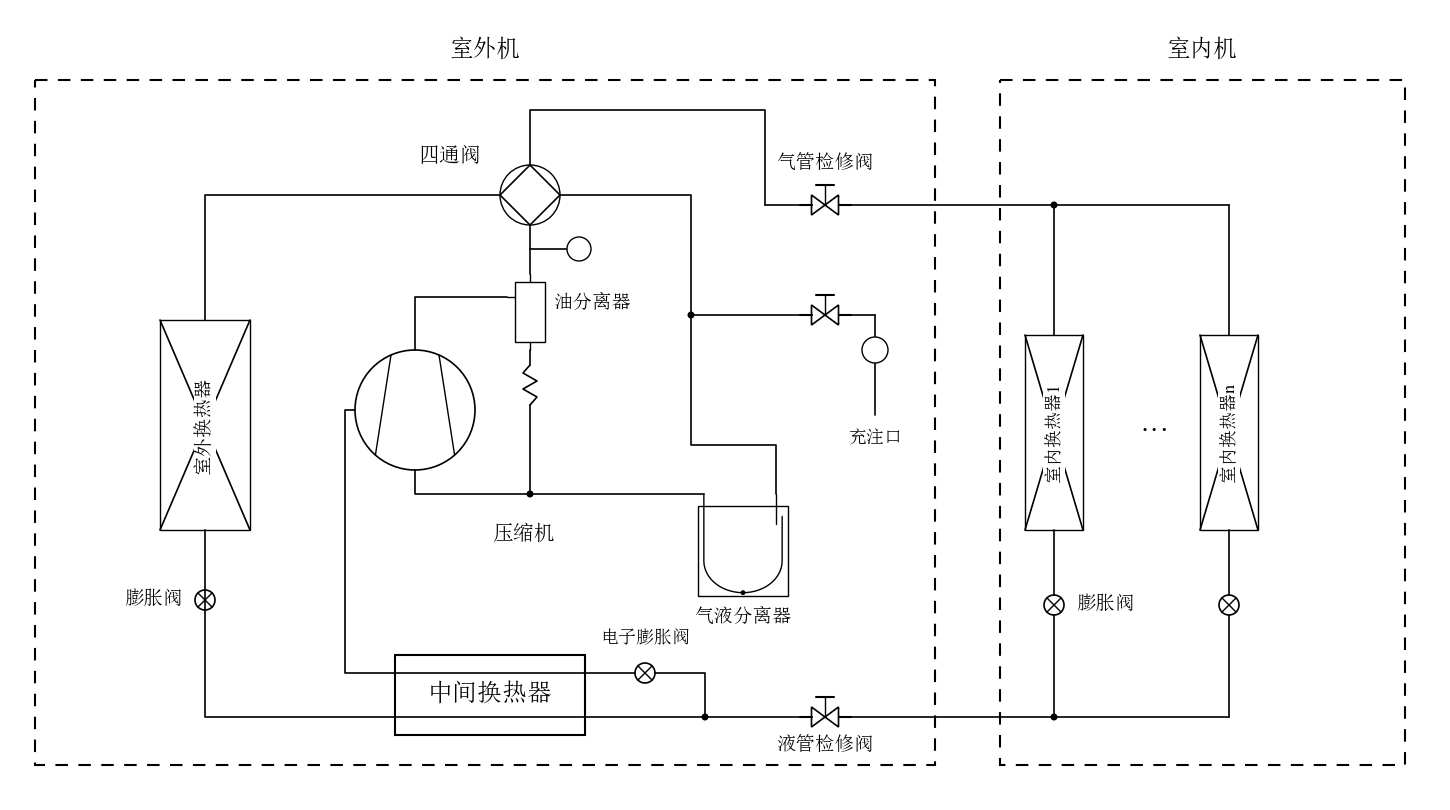 室外机
室内机
四通阀
气管检修阀
油分离器
室外换热器
室内换热器1
...
室内换热器n
充注口
压缩机
膨胀阀
膨胀阀
气液分离器
电子膨胀阀
中间换热器
液管检修阀